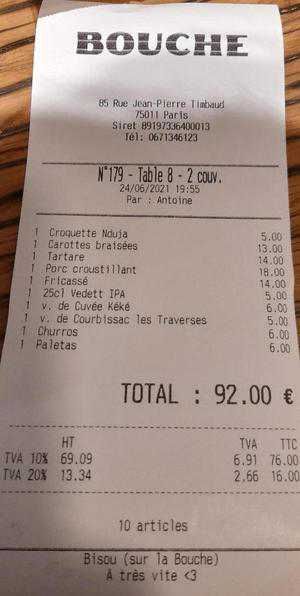 BOUCHE
85 Rue Jean-Pierre Timbaud
75011 Paris
Siret 89197336400013
Tél: 0671346123
N°179 - Table 8 - 2 couv.
24/06/2021 19:55
Par : Antoine
1 Croquette Nduja 5.00
1 Carottes braisées 13.00
1 Tartare 14.00
1 Porc croustillant 18.00
1 Fricassé 14.00
1 25cl Vedett IPA 5.00
1 v. de Cuvée Kéké 6.00
1 v. de Courbissac les Traverses 5.00
1 Churros 6.00
1 Paletas 6.00
TOTAL : 92.00 €
HT TVA TTC
TVA 10% 69.09 6.91 76.00
TVA 20% 13.34 2.66 16.00
10 articles
Bisou (sur la Bouche)
À très vite <3